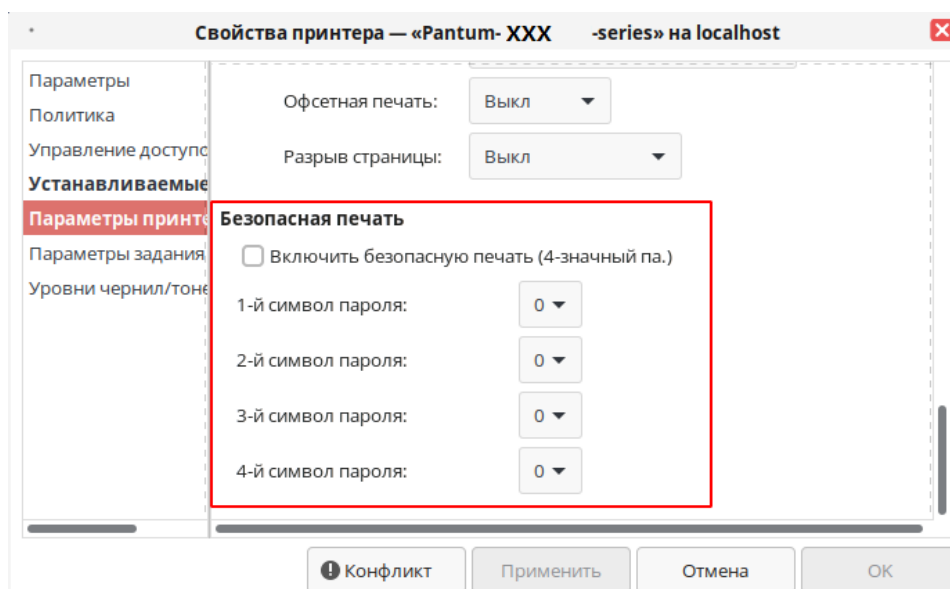 Свойства принтера — «Pantum- XXX -series» на localhost
Параметры
Политика
Управление доступо
Устанавливаемые
Параметры принте
Параметры задания
Уровни чернил/тоне
Офсетная печать: Выкл
Разрыв страницы: Выкл
Безопасная печать
Включить безопасную печать (4-значный па.)
1-й символ пароля: 0
2-й символ пароля: 0
3-й символ пароля: 0
4-й символ пароля: 0
Конфликт Применить Отмена OK